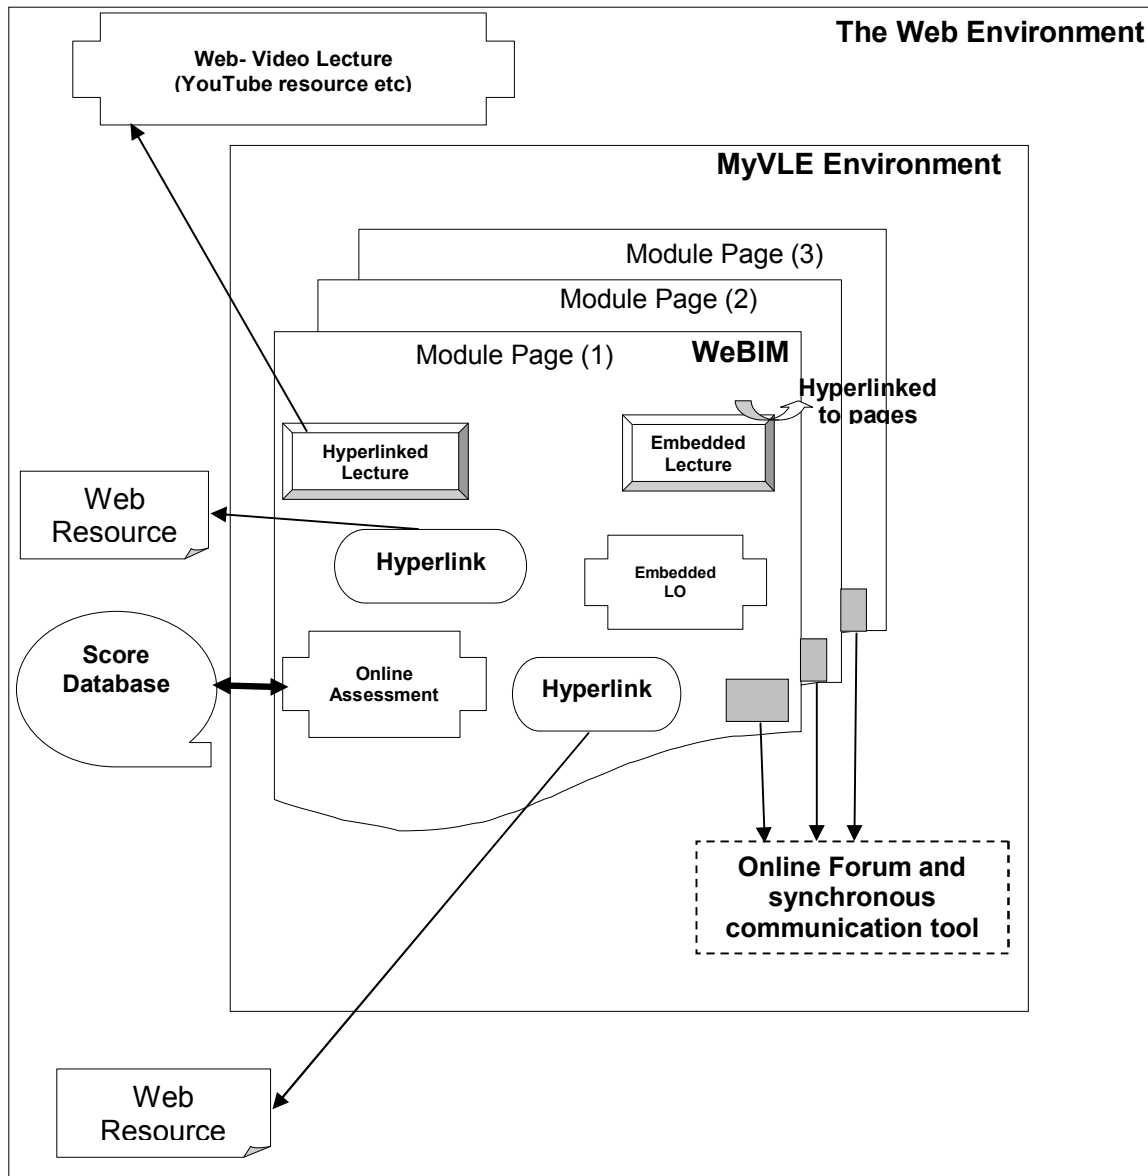 The Web Environment
Web- Video Lecture
(YouTube resource etc)
MyVLE Environment
Module Page (3)
Module Page (2)
Module Page (1)
WeBIM
Hyperlinked
to pages
Hyperlinked
Lecture
Embedded
Lecture
Web
Resource
Hyperlink
Embedded
LO
Score
Database
Online
Assessment
Hyperlink
Online Forum and
synchronous
communication tool
Web
Resource